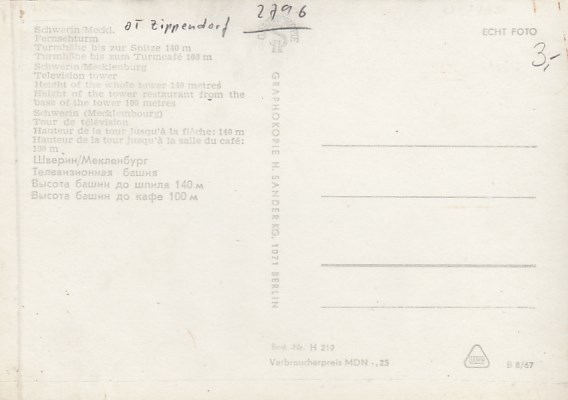 OT Zippendorf
2796
Schwerin/Meckl.
Fernsehturm
Turmhöhe bis zur Spitze 140 m
Turmhöhe bis zum Turmcafé 100 m
Schwerin/Mecklenburg
Television tower
Height of the whole tower 140 metres
Height of the tower restaurant from the
base of the tower 100 metres
Schwerin (Mecklembourg)
Tour de télévision
Hauteur de la tour jusqu'à la flèche: 140 m
Hauteur de la tour jusqu'à la salle du café:
100 m
Шверин/Мекленбург
Телевизионная башня
Высота башни до шпиля 140 м
Высота башни до кафе 100 м
GRAPHOKOPIE H. SANDER KG, 1071 BERLIN
ECHT FOTO
3,-
Best.-Nr. H 213
Verbraucherpreis MDN -,25
B 8/67